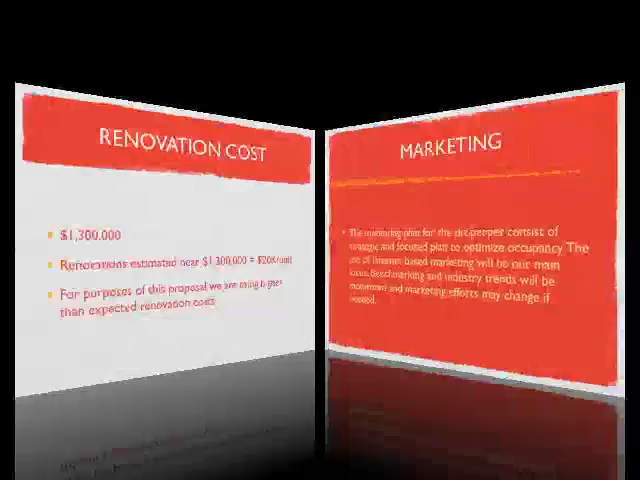 RENOVATION COST
$1,300,000
Renovations estimated near $1,300,000 = $20K/unit
For purposes of this proposal we are using higher
than expected renovation costs
MARKETING
The marketing plan for the consist of
strategic and focused plan to optimize occupancy The
use of internet based marketing will be our main
focus. Benchmarking and industry trends will be
monitored and marketing efforts may change if
needed.